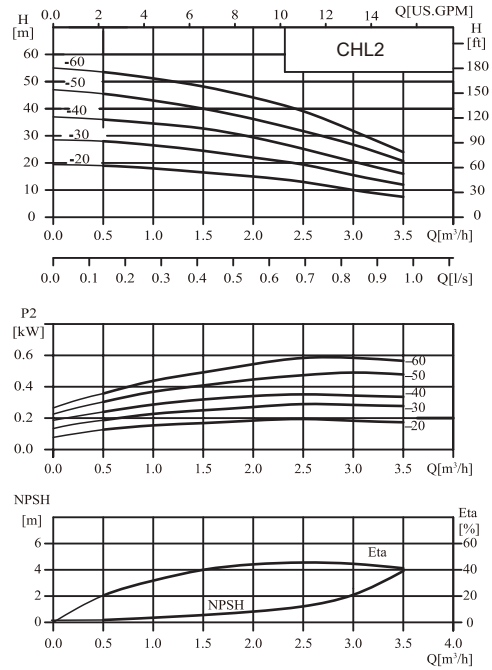 H 0.0 2 4 6 8 10 12 14 Q[US.GPM]
[m] H
CHL2 [ft]
60
-60 180
50
-50 150
40
-40 120
30
-30 90
20
-20 60
10 30
0 0
0.0 0.5 1.0 1.5 2.0 2.5 3.0 3.5 Q[m³/h]
0.0 0.1 0.2 0.3 0.4 0.5 0.6 0.7 0.8 0.9 1.0 Q[l/s]
P2
[kW]
0.6
-60
-50
0.4
-40
-30
0.2
-20
0.0
0.0 0.5 1.0 1.5 2.0 2.5 3.0 3.5 Q[m³/h]
NPSH Eta
[m] [%]
6 60
Eta
4 40
2 20
NPSH
0 0
0.0 0.5 1.0 1.5 2.0 2.5 3.0 3.5 4.0
Q[m³/h]